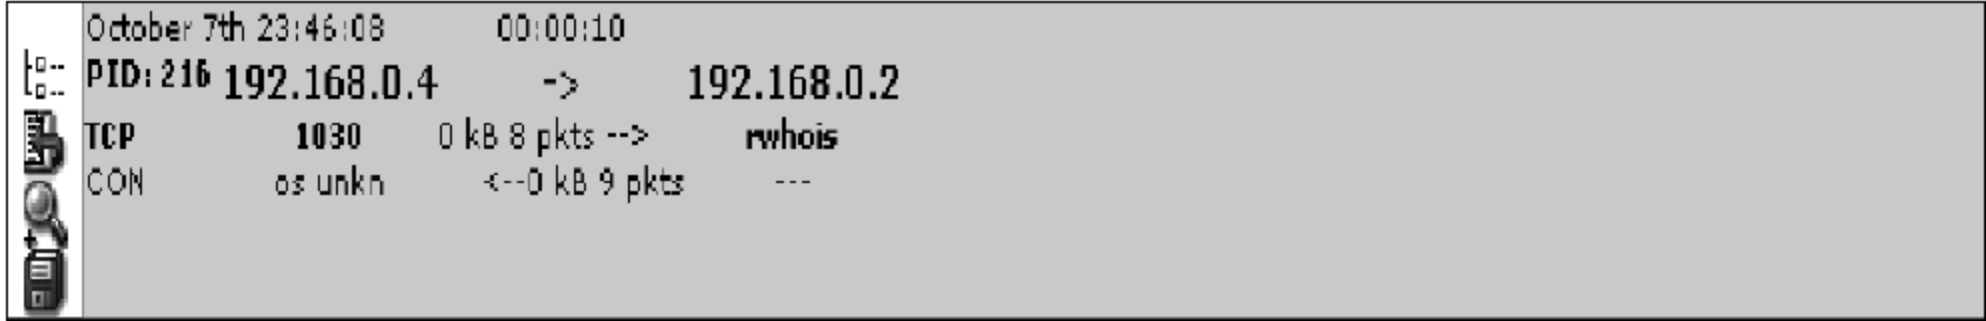 October 7th 23:46:08 00:00:10
PID: 216 192.168.0.4 -> 192.168.0.2
TCP 1030 0 kB 8 pkts --> rwhois
CON os unkn <--0 kB 9 pkts ---